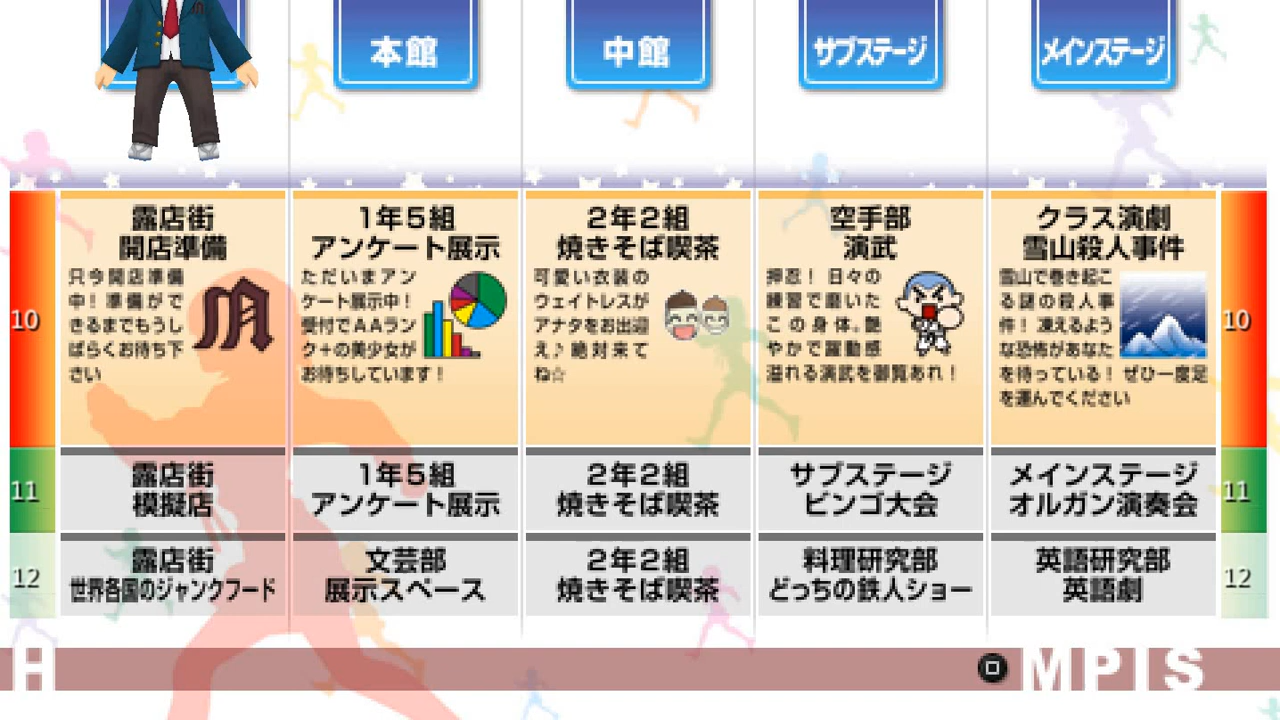 本館
中館
サブステージ
メインステージ
10
露店街
開店準備
只今開店準備
中！準備がで
きるまでもうし
ばらくお待ち下
さい
1年5組
アンケート展示
ただいまアン
ケート展示中！
受付でAAラン
ク+の美少女が
お待ちしています！
2年2組
焼きそば喫茶
可愛い衣装の
ウェイトレスが
アナタをお出迎
え♪絶対来て
ね☆
空手部
演武
押忍！日々の
練習で磨いた
この身体。艶
やかで躍動感
溢れる演武を御覧あれ！
クラス演劇
雪山殺人事件
雪山で巻き起こ
る謎の殺人事
件！凍えるよう
な恐怖があなた
を待っている！ぜひ一度足
を運んでください
10
11
露店街
模擬店
1年5組
アンケート展示
2年2組
焼きそば喫茶
サブステージ
ビンゴ大会
メインステージ
オルガン演奏会
11
12
露店街
世界各国のジャンクフード
文芸部
展示スペース
2年2組
焼きそば喫茶
料理研究部
どっちの鉄人ショー
英語研究部
英語劇
12
H
MPIS